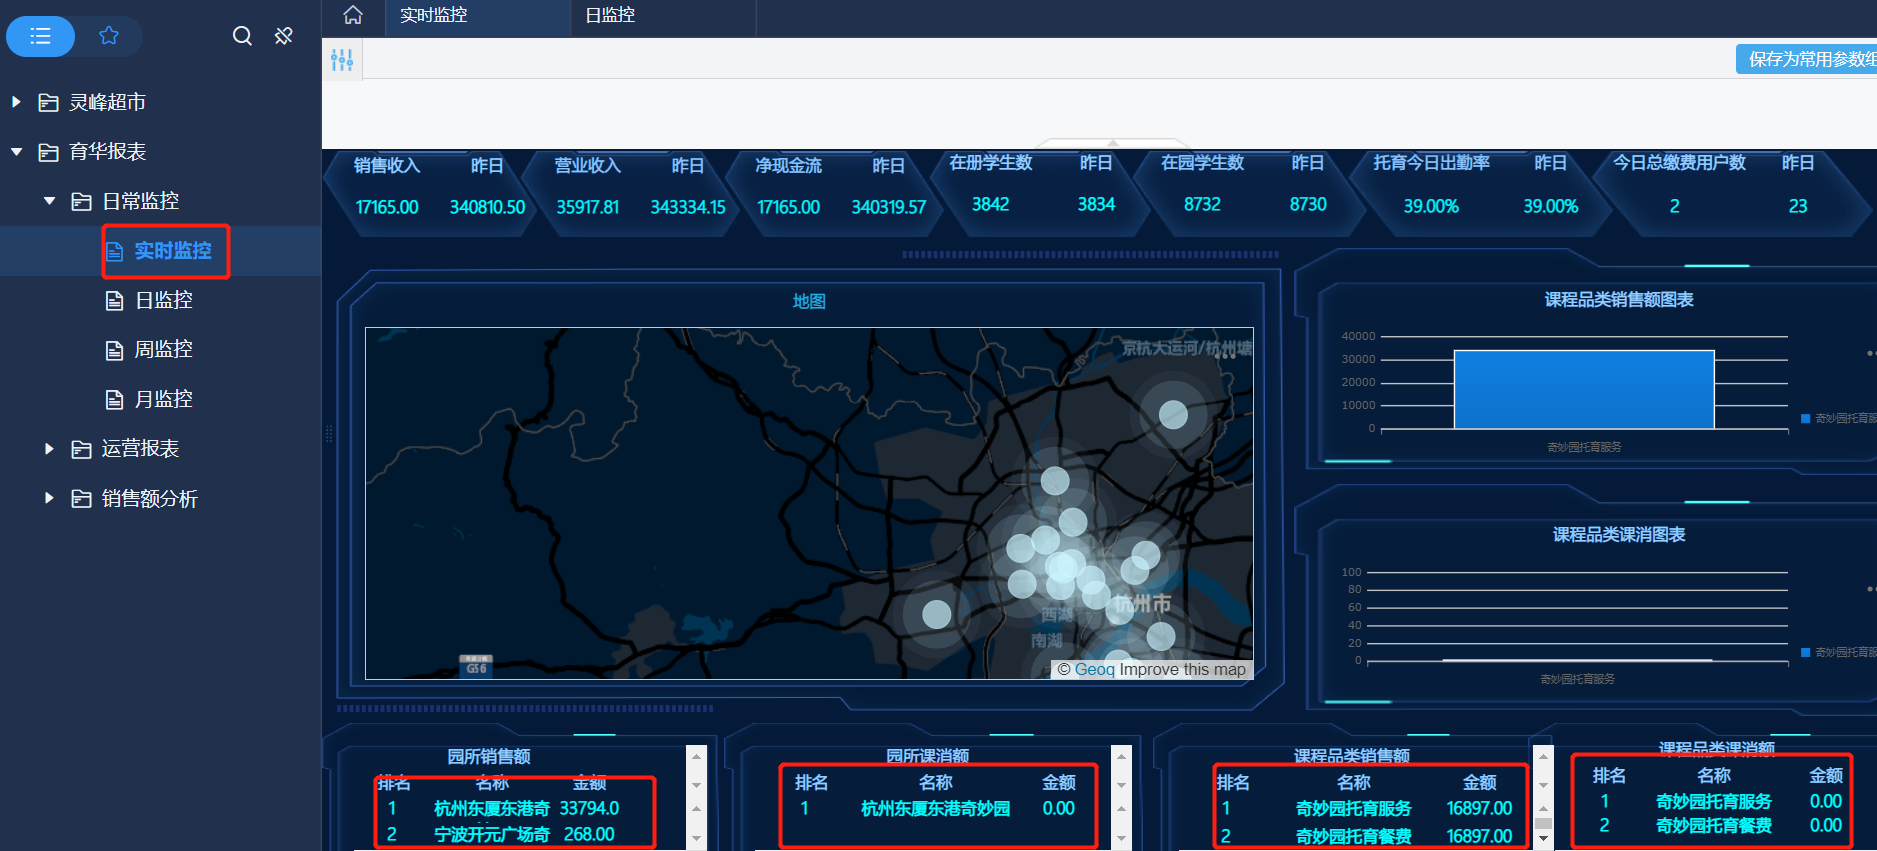 实时监控
日监控
灵峰超市
育华报表
日常监控
实时监控
日监控
周监控
月监控
运营报表
销售额分析
保存为常用参数组
销售收入 昨日
17165.00 340810.50
营业收入 昨日
35917.81 343334.15
净现金流 昨日
17165.00 340319.57
在册学生数 昨日
3842 3834
在园学生数 昨日
8732 8730
托育今日出勤率 昨日
39.00% 39.00%
今日总缴费用户数 昨日
2 23
地图
京杭大运河/杭州塘
杭州市
西湖
南湖
G56
© Geoq Improve this map
课程品类销售额图表
40000
30000
20000
10000
0
奇妙园托育服务
奇妙园托育服
课程品类课消图表
100
80
60
40
20
0
奇妙园托育服务
奇妙园托育服
园所销售额
排名 名称 金额
1 杭州东厦东港奇 33794.0
2 宁波开元广场奇 268.00
园所课消额
排名 名称 金额
1 杭州东厦东港奇妙园 0.00
课程品类销售额
排名 名称 金额
1 奇妙园托育服务 16897.00
2 奇妙园托育餐费 16897.00
课程品类课消额
排名 名称 金额
1 奇妙园托育服务 0.00
2 奇妙园托育餐费 0.00